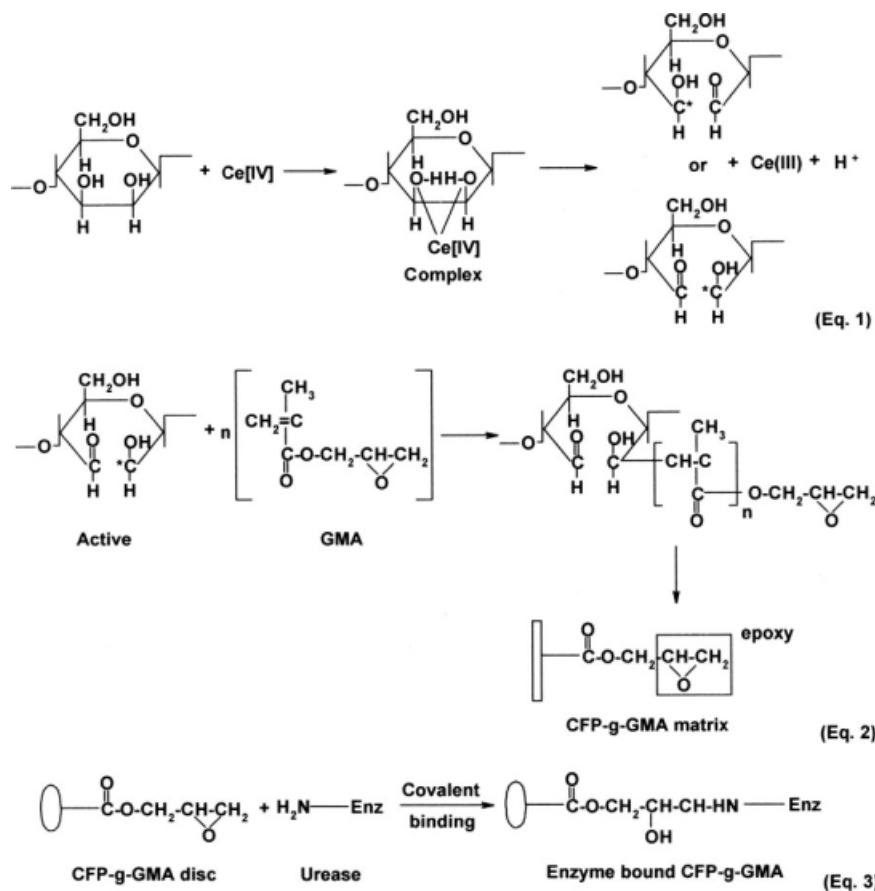 CH2OH
O
H
OH
C*
H
O
C
H
—O
CH2OH
O
H
OH OH
H H
—O
+ Ce[IV]
CH2OH
O
H
O-HH-O
H H
Ce[IV]
Complex
—O
or + Ce(III) + H+
CH2OH
O
H
O
C
H
OH
*C
H
—O
(Eq. 1)
CH2OH
O
H
O
C
H
OH
*C
H
—O
Active
+ n
CH3
CH2=C
C-O-CH2-CH-CH2
O
O
GMA
CH2OH
O
H
O
C
H
OH
C
H
—O
CH3
CH-C
C
O
n
O-CH2-CH-CH2
O
epoxy
O
C-O-CH2-CH-CH2
O
CFP-g-GMA matrix
(Eq. 2)
O
C-O-CH2-CH-CH2
O
+ H2N—Enz
Covalent
binding
O
C-O-CH2-CH-CH-HN—Enz
OH
CFP-g-GMA disc
Urease
Enzyme bound CFP-g-GMA
(Eq. 3)